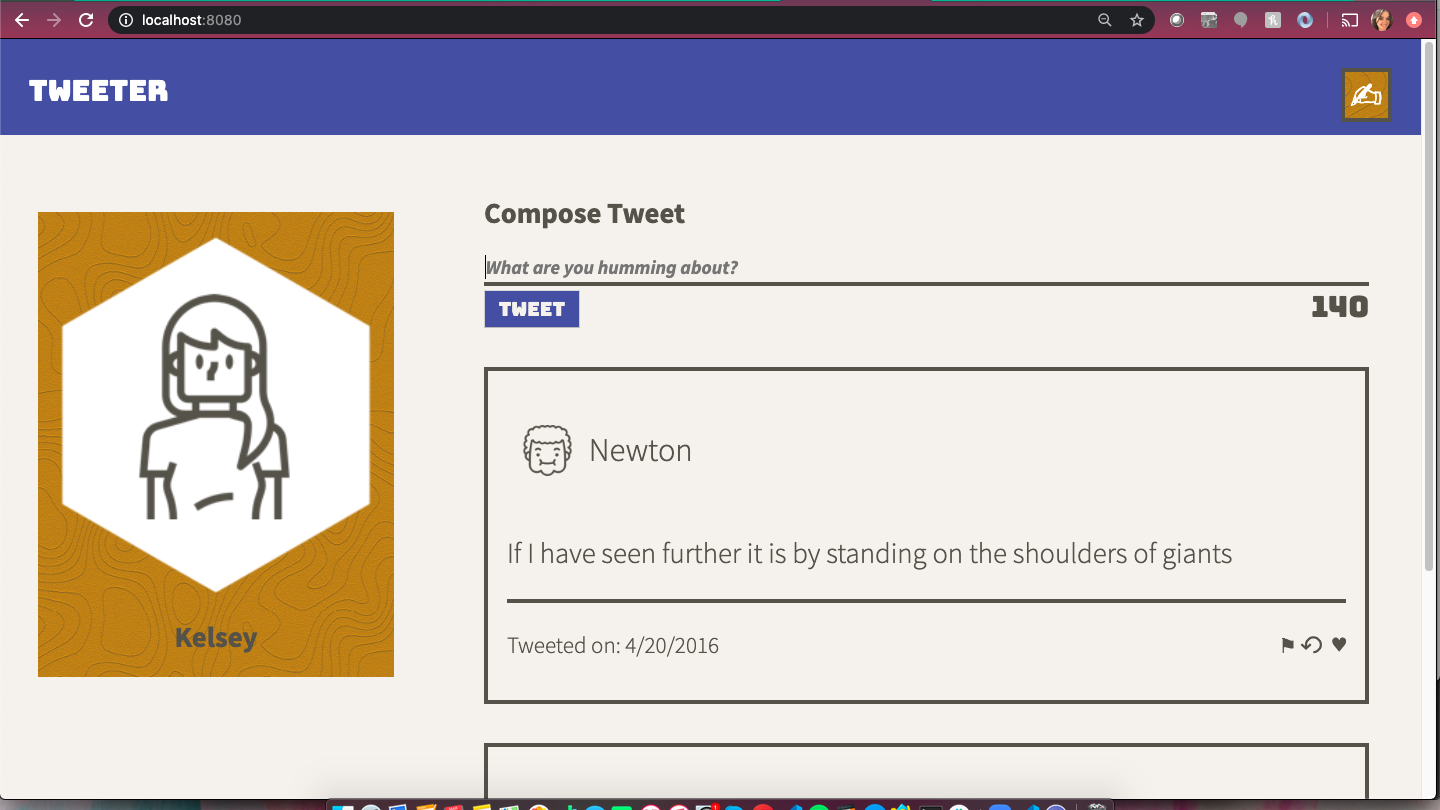 localhost:8080
TWEETER
Compose Tweet
What are you humming about?
TWEET
140
Kelsey
Newton
If I have seen further it is by standing on the shoulders of giants
Tweeted on: 4/20/2016